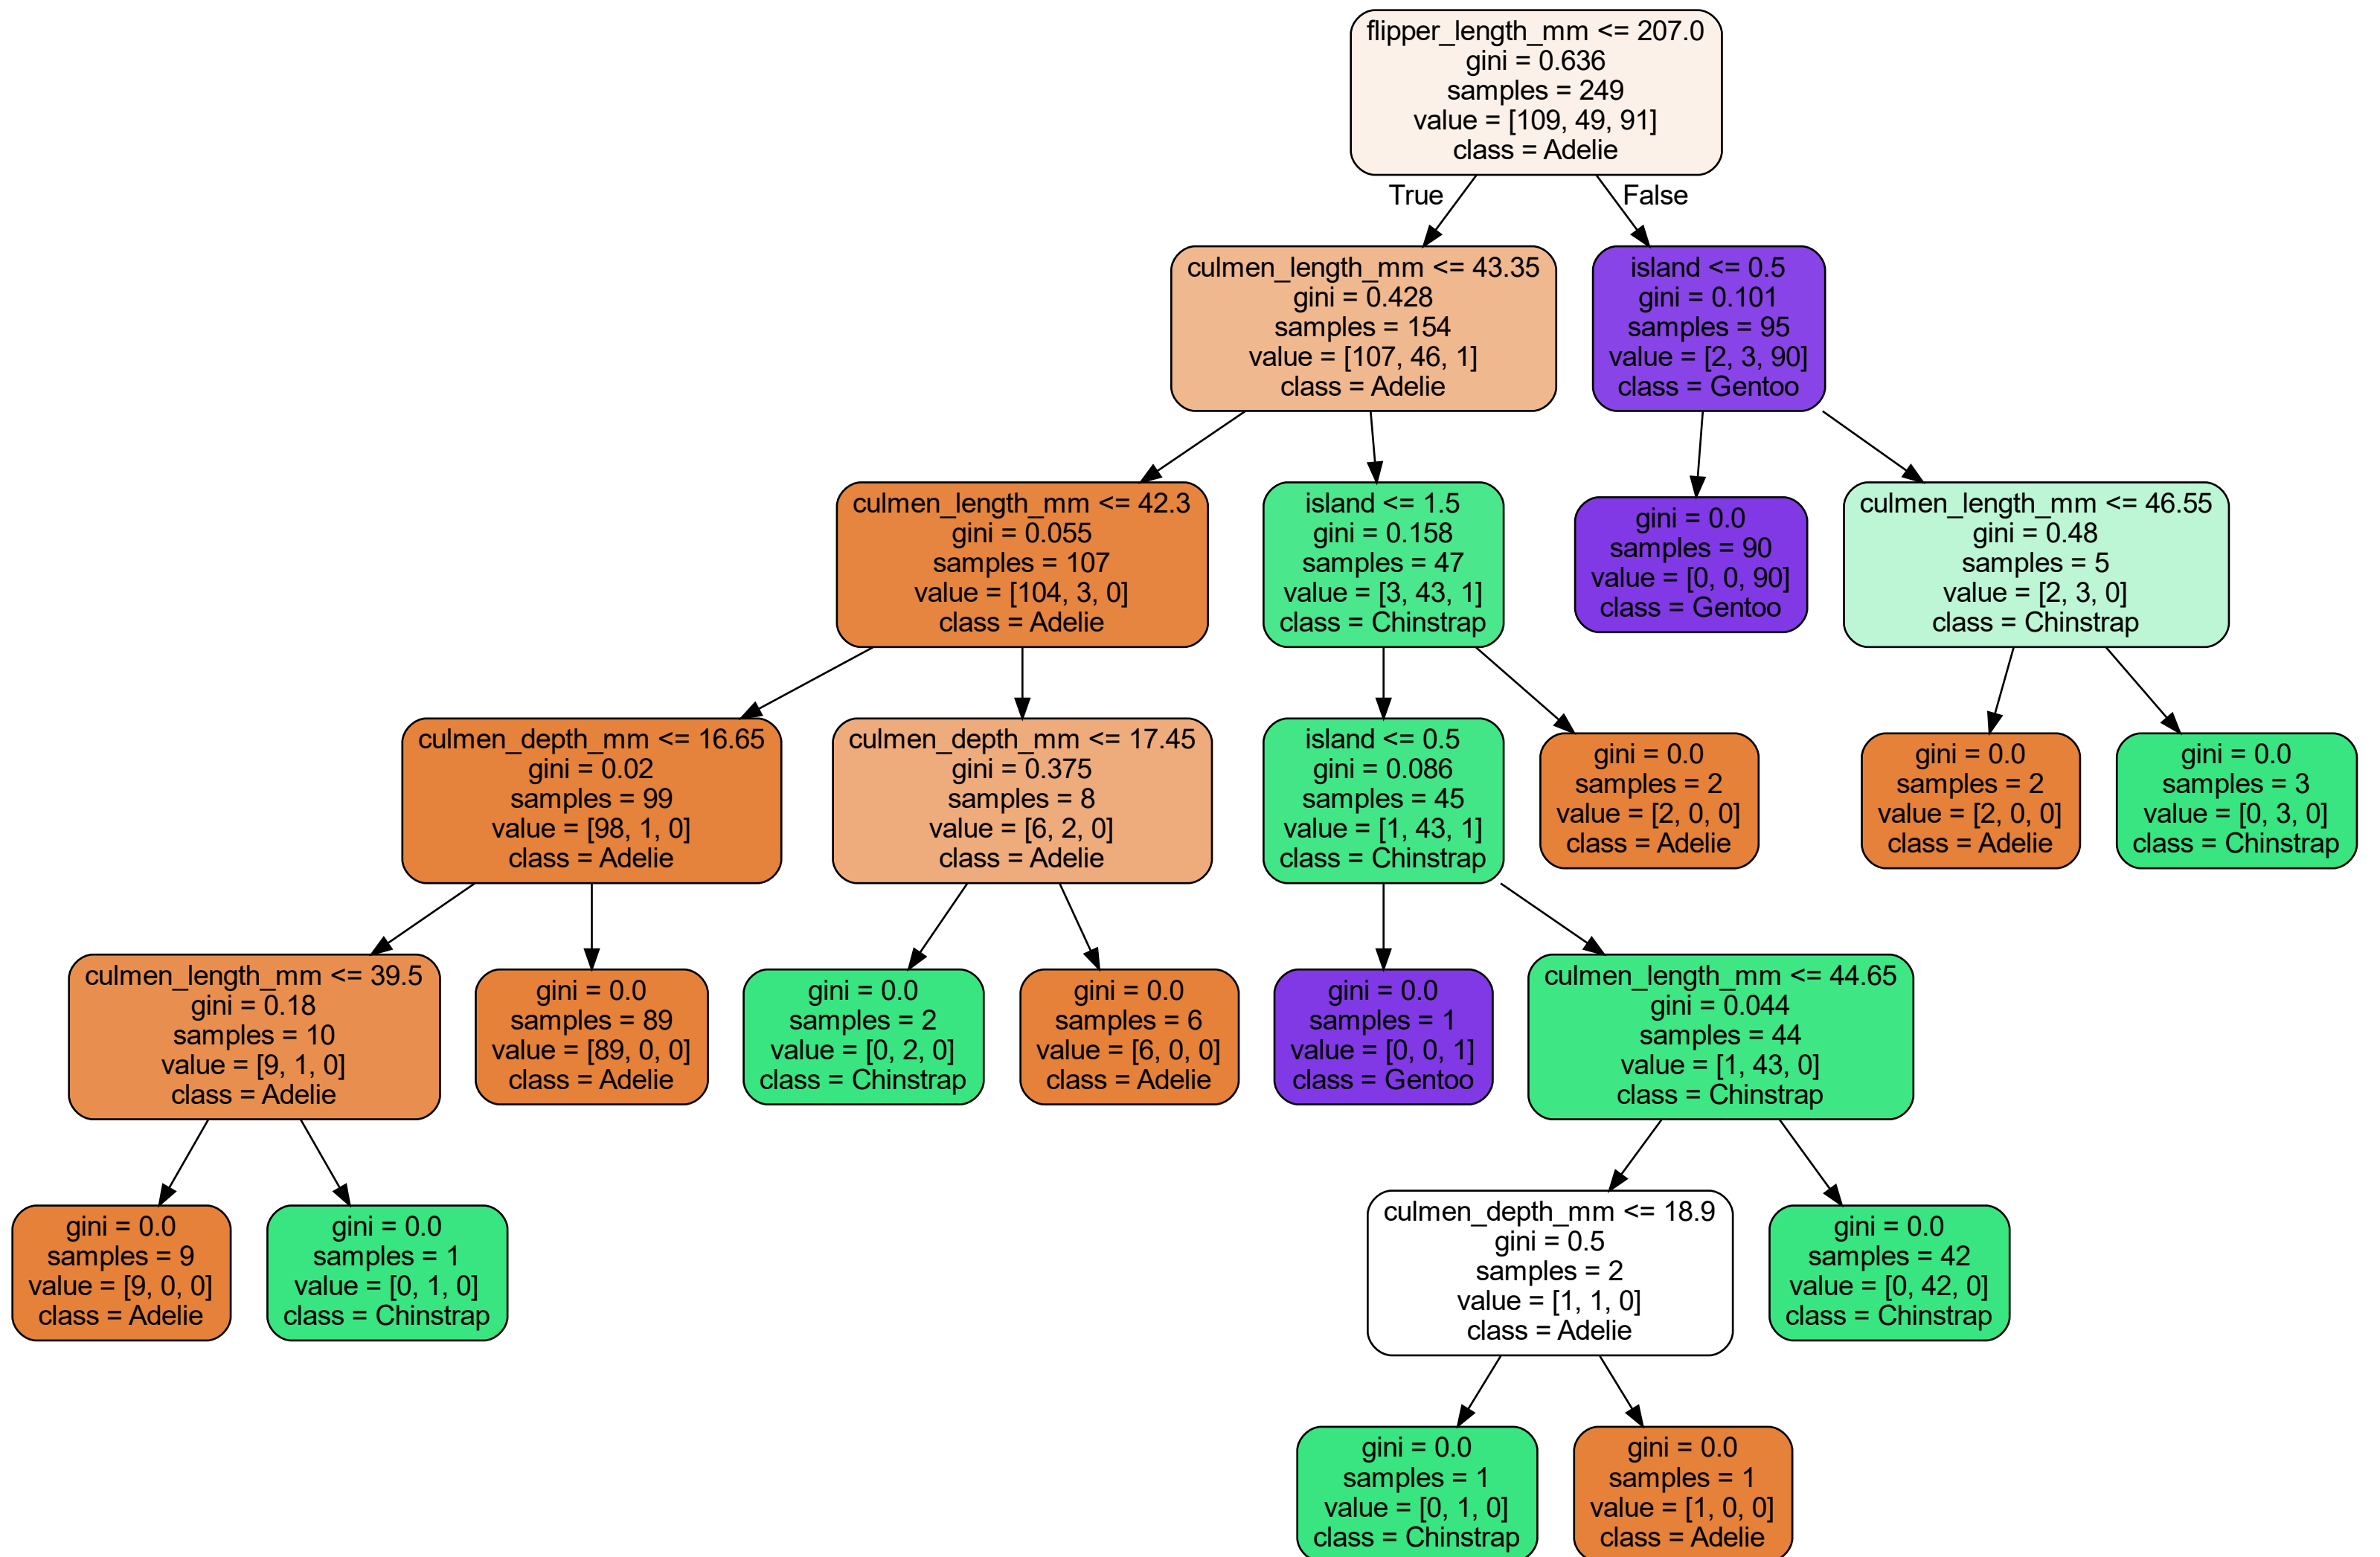 flipper_length_mm <= 207.0
gini = 0.636
samples = 249
value = [109, 49, 91]
class = Adelie
True
False
culmen_length_mm <= 43.35
gini = 0.428
samples = 154
value = [107, 46, 1]
class = Adelie
island <= 0.5
gini = 0.101
samples = 95
value = [2, 3, 90]
class = Gentoo
culmen_length_mm <= 42.3
gini = 0.055
samples = 107
value = [104, 3, 0]
class = Adelie
island <= 1.5
gini = 0.158
samples = 47
value = [3, 43, 1]
class = Chinstrap
gini = 0.0
samples = 90
value = [0, 0, 90]
class = Gentoo
culmen_length_mm <= 46.55
gini = 0.48
samples = 5
value = [2, 3, 0]
class = Chinstrap
culmen_depth_mm <= 16.65
gini = 0.02
samples = 99
value = [98, 1, 0]
class = Adelie
culmen_depth_mm <= 17.45
gini = 0.375
samples = 8
value = [6, 2, 0]
class = Adelie
island <= 0.5
gini = 0.086
samples = 45
value = [1, 43, 1]
class = Chinstrap
gini = 0.0
samples = 2
value = [2, 0, 0]
class = Adelie
gini = 0.0
samples = 2
value = [2, 0, 0]
class = Adelie
gini = 0.0
samples = 3
value = [0, 3, 0]
class = Chinstrap
culmen_length_mm <= 39.5
gini = 0.18
samples = 10
value = [9, 1, 0]
class = Adelie
gini = 0.0
samples = 89
value = [89, 0, 0]
class = Adelie
gini = 0.0
samples = 2
value = [0, 2, 0]
class = Chinstrap
gini = 0.0
samples = 6
value = [6, 0, 0]
class = Adelie
gini = 0.0
samples = 1
value = [0, 0, 1]
class = Gentoo
culmen_length_mm <= 44.65
gini = 0.044
samples = 44
value = [1, 43, 0]
class = Chinstrap
gini = 0.0
samples = 9
value = [9, 0, 0]
class = Adelie
gini = 0.0
samples = 1
value = [0, 1, 0]
class = Chinstrap
culmen_depth_mm <= 18.9
gini = 0.5
samples = 2
value = [1, 1, 0]
class = Adelie
gini = 0.0
samples = 42
value = [0, 42, 0]
class = Chinstrap
gini = 0.0
samples = 1
value = [0, 1, 0]
class = Chinstrap
gini = 0.0
samples = 1
value = [1, 0, 0]
class = Adelie